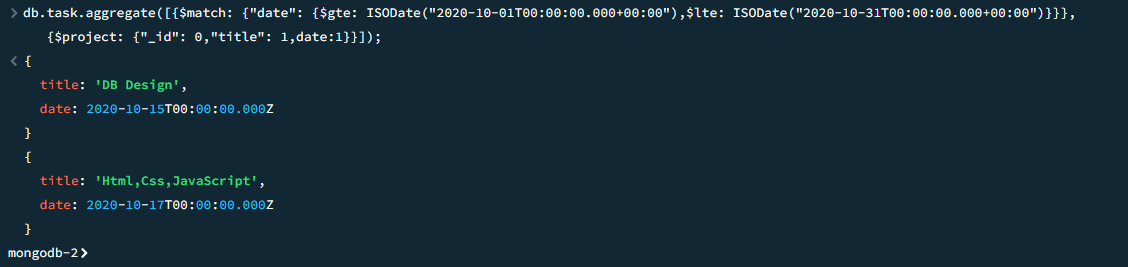 > db.task.aggregate([{$match: {"date": {$gte: ISODate("2020-10-01T00:00:00.000+00:00"),$lte: ISODate("2020-10-31T00:00:00.000+00:00")}}},
{$project: {"_id": 0,"title": 1,date:1}}]);
< {
title: 'DB Design',
date: 2020-10-15T00:00:00.000Z
}
{
title: 'Html,Css,JavaScript',
date: 2020-10-17T00:00:00.000Z
}
mongodb-2>